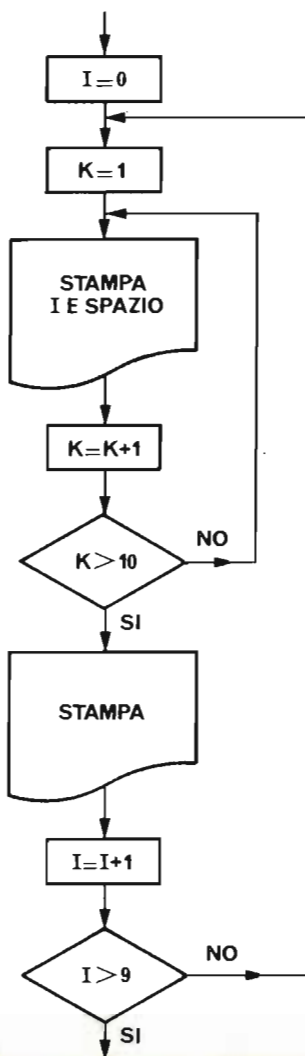 I=0
K=1
STAMPA
I E SPAZIO
K=K+1
K>10
NO
SI
STAMPA
I=I+1
I>9
NO
SI